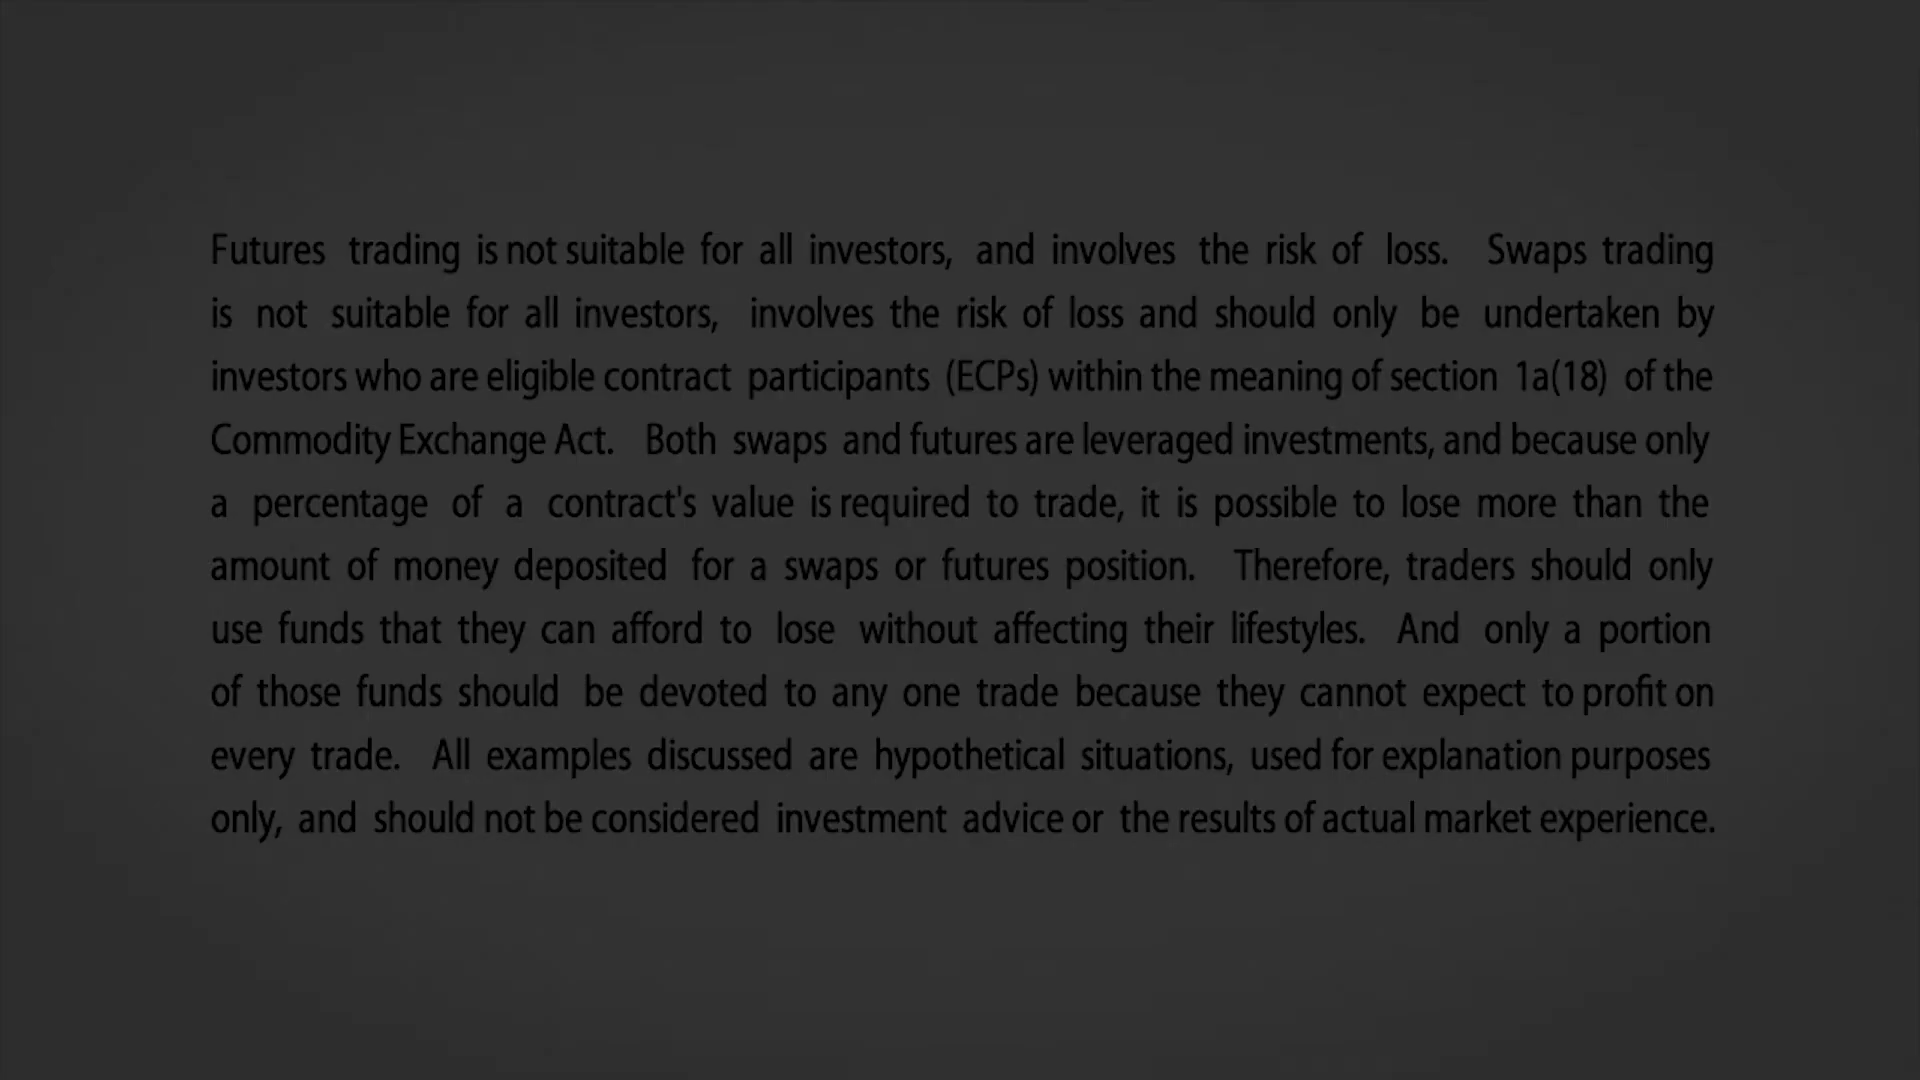 Futures trading is not suitable for all investors, and involves the risk of loss. Swaps trading
is not suitable for all investors, involves the risk of loss and should only be undertaken by
investors who are eligible contract participants (ECPs) within the meaning of section 1a(18) of the
Commodity Exchange Act. Both swaps and futures are leveraged investments, and because only
a percentage of a contract's value is required to trade, it is possible to lose more than the
amount of money deposited for a swaps or futures position. Therefore, traders should only
use funds that they can afford to lose without affecting their lifestyles. And only a portion
of those funds should be devoted to any one trade because they cannot expect to profit on
every trade. All examples discussed are hypothetical situations, used for explanation purposes
only, and should not be considered investment advice or the results of actual market experience.